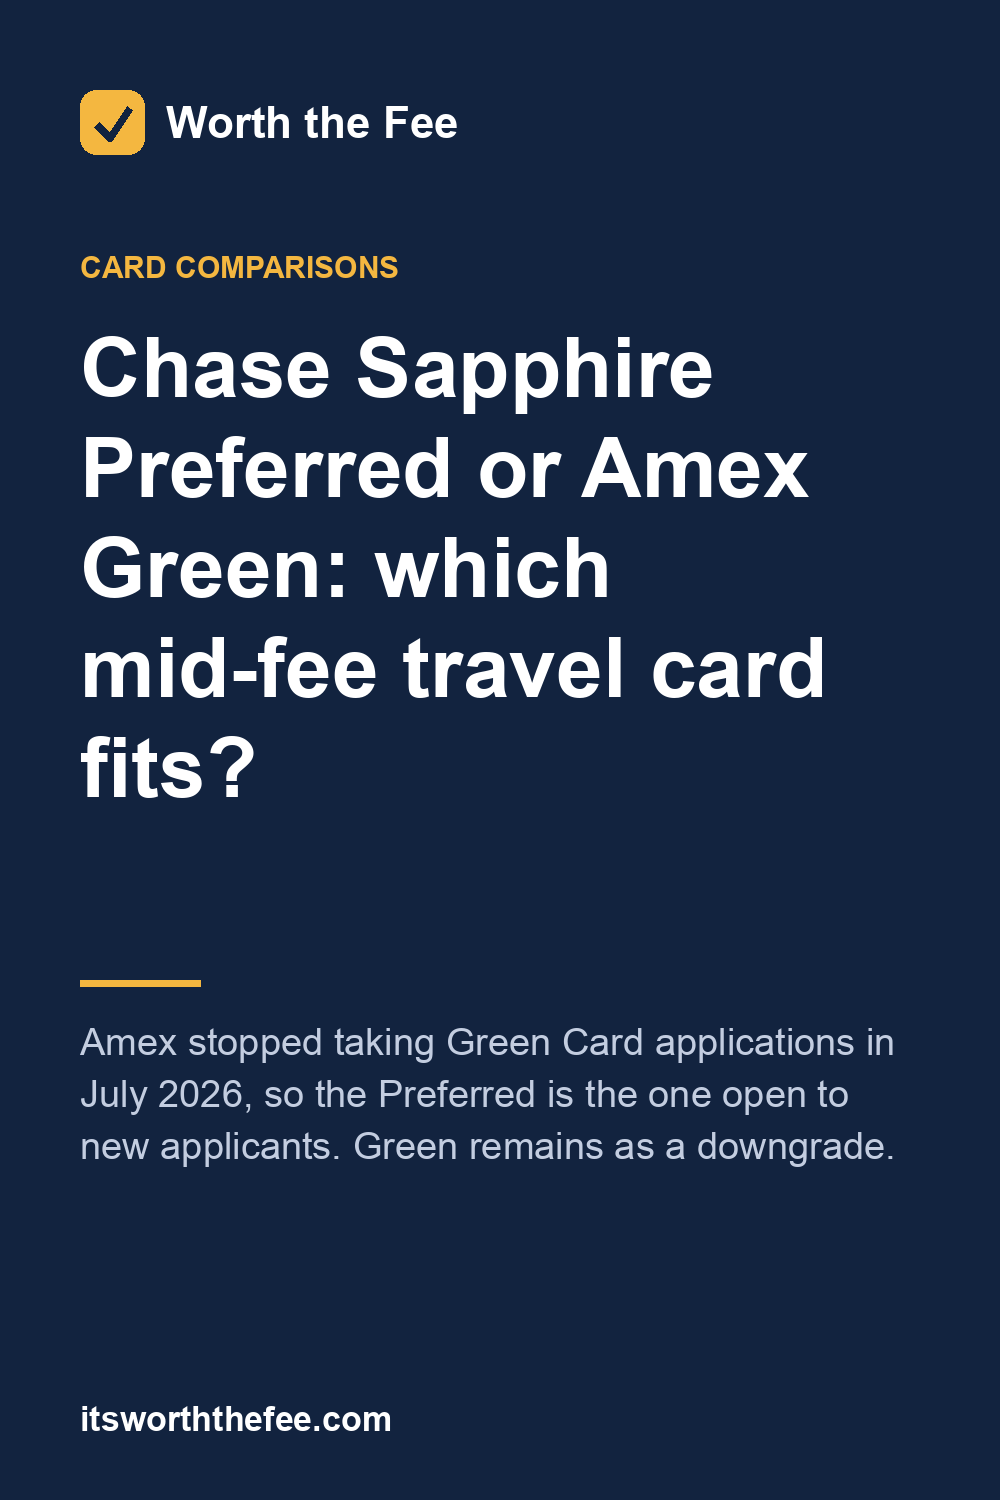 Worth the Fee
CARD COMPARISONS
Chase Sapphire
Preferred or Amex
Green: which
mid-fee travel card
fits?
Amex stopped taking Green Card applications in
July 2026, so the Preferred is the one open to
new applicants. Green remains as a downgrade.
itsworththefee.com